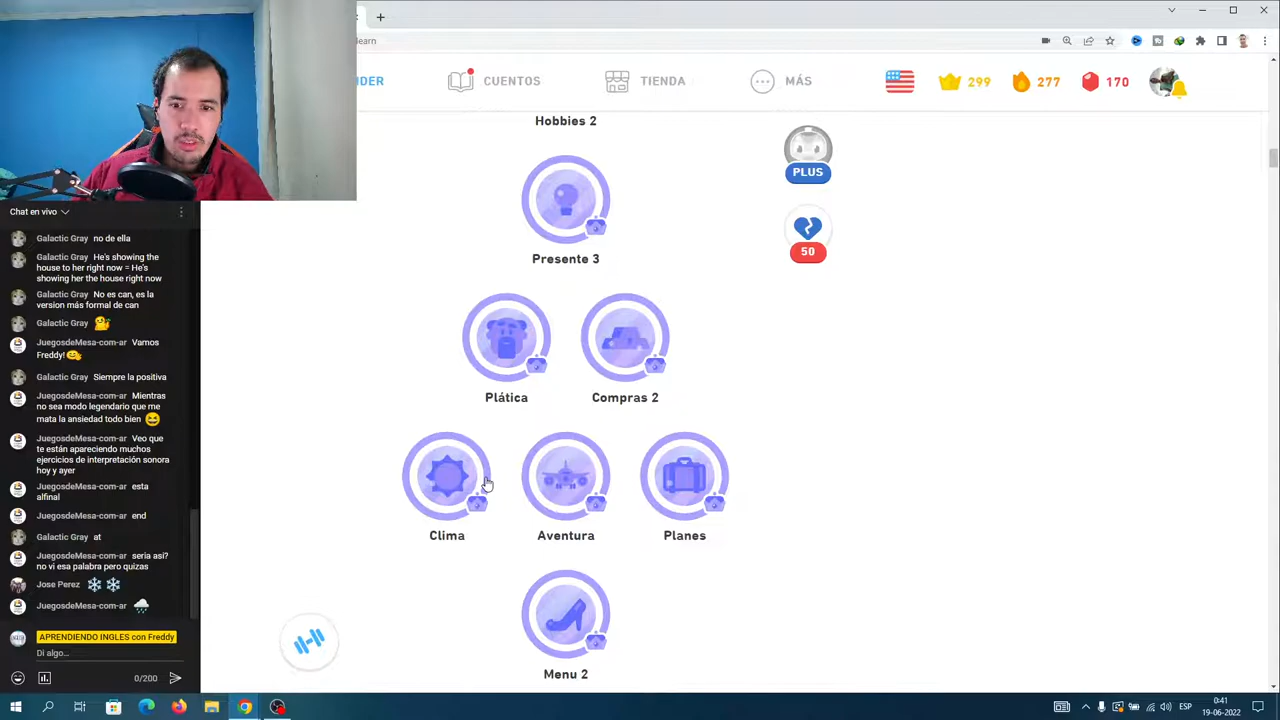 learn
NDER
CUENTOS
TIENDA
MÁS
299
277
170
Hobbies 2
PLUS
50
Presente 3
Plática
Compras 2
Clima
Aventura
Planes
Menu 2
Chat en vivo
Galactic Gray no de ella
Galactic Gray He's showing the
house to her right now = He's
showing her the house right now
Galactic Gray No es can, es la
version más formal de can
Galactic Gray
JuegosdeMesa-com-ar Vamos
Freddy!
Galactic Gray Siempre la positiva
JuegosdeMesa-com-ar Mientras
no sea modo legendario que me
mata la ansiedad todo bien
JuegosdeMesa-com-ar Veo que
te están apareciendo muchos
ejercicios de interpretación sonora
hoy y ayer
JuegosdeMesa-com-ar esta
alfinal
JuegosdeMesa-com-ar end
Galactic Gray at
JuegosdeMesa-com-ar seria asi?
no vi esa palabra pero quizas
Jose Perez
JuegosdeMesa-com-ar
APRENDIENDO INGLES con Freddy
Di algo...
0/200
ESP
0:41
19-06-2022